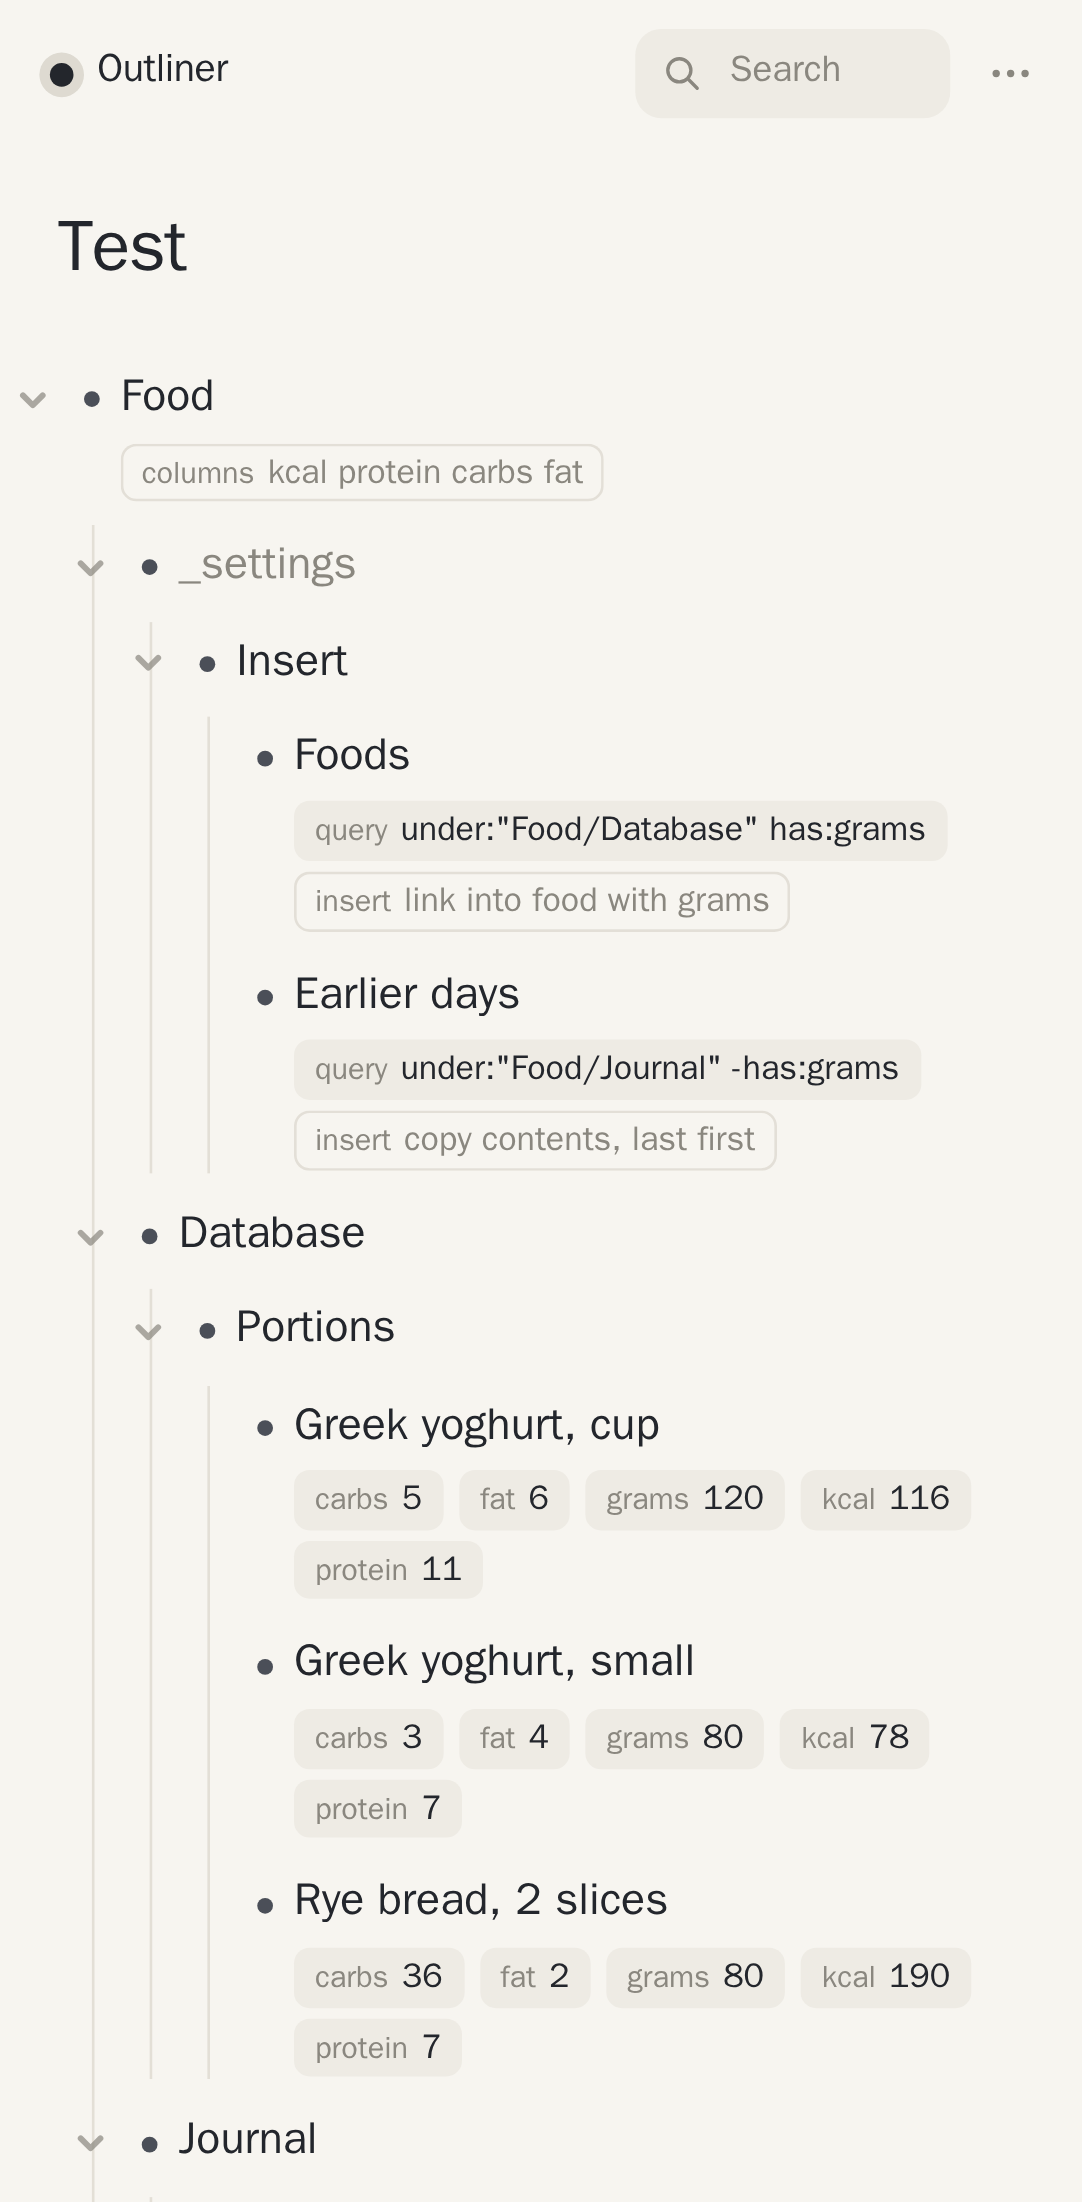 Outliner
Search
Test
Food
columns kcal protein carbs fat
_settings
Insert
Foods
query under:"Food/Database" has:grams
insert link into food with grams
Earlier days
query under:"Food/Journal" -has:grams
insert copy contents, last first
Database
Portions
Greek yoghurt, cup
carbs 5 fat 6 grams 120 kcal 116
protein 11
Greek yoghurt, small
carbs 3 fat 4 grams 80 kcal 78
protein 7
Rye bread, 2 slices
carbs 36 fat 2 grams 80 kcal 190
protein 7
Journal